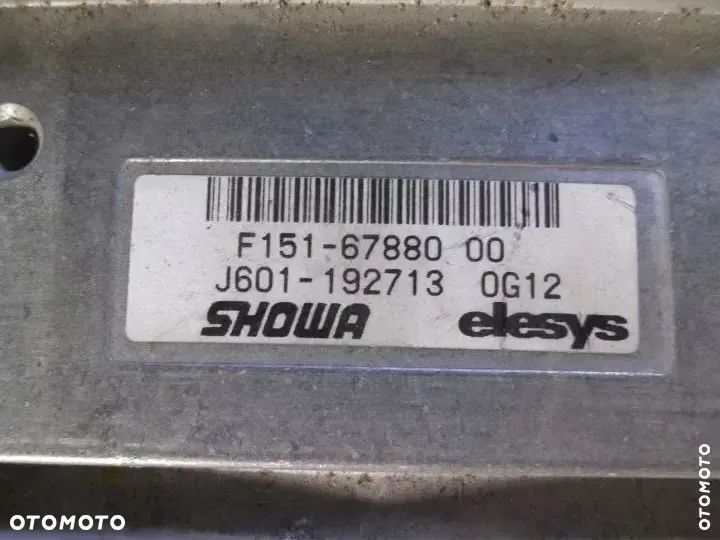 F151-67880 00
J601-192713 0G12
SHOWA elesys
OTOMOTO
OTOMOTO